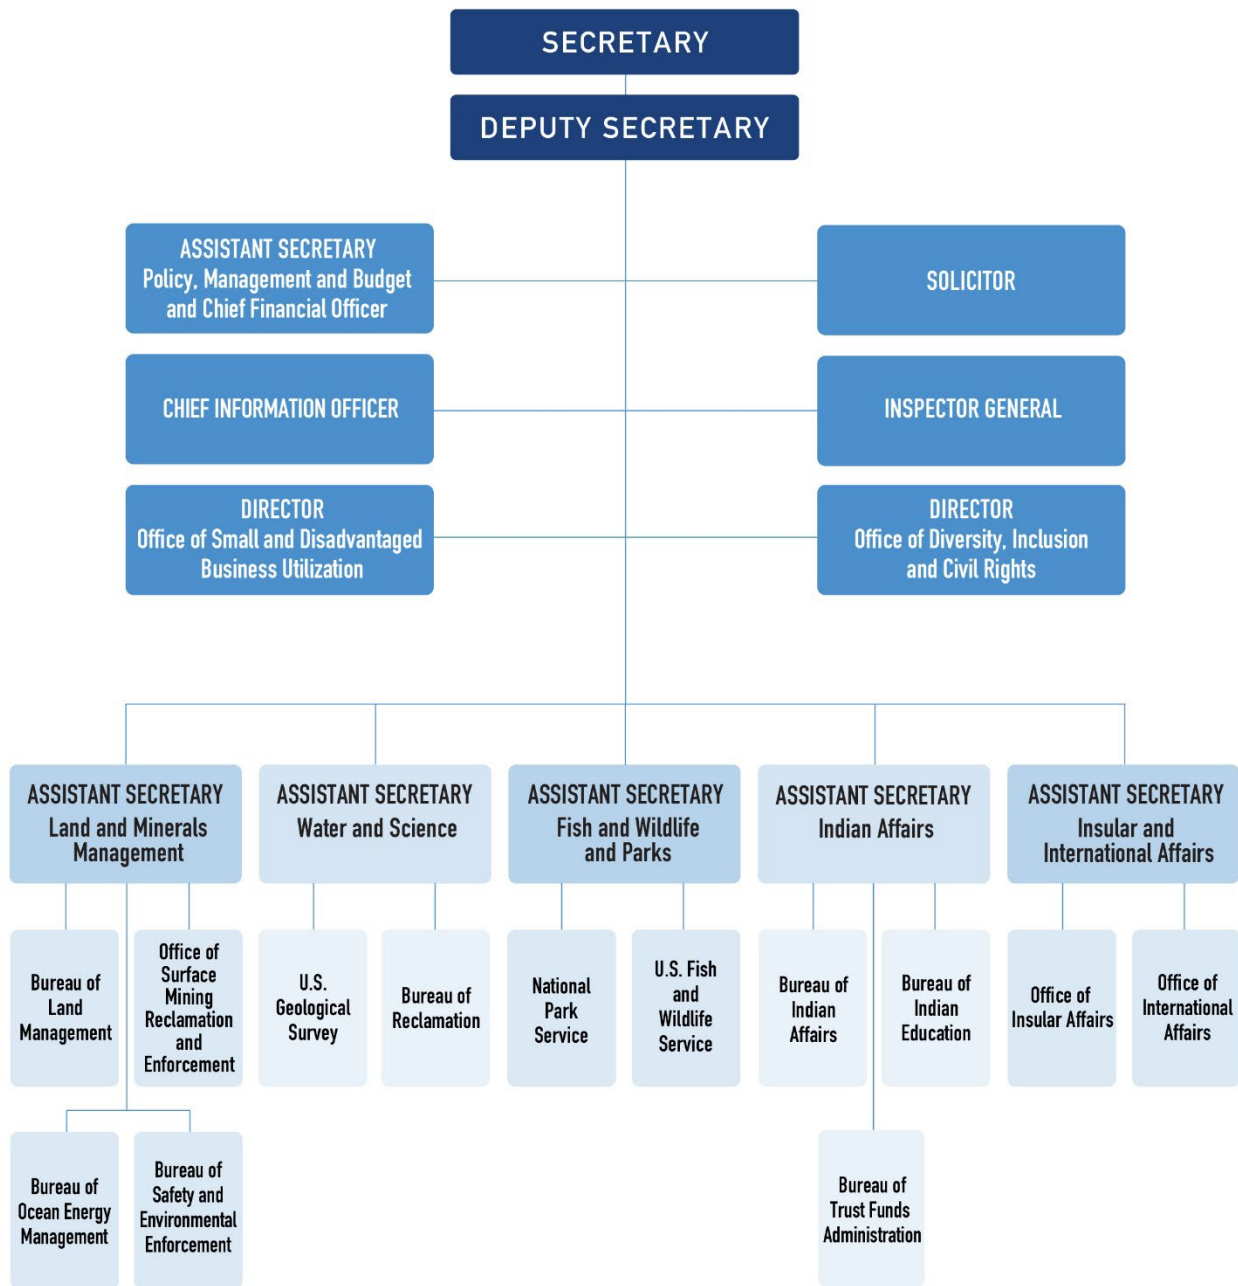 SECRETARY
DEPUTY SECRETARY
ASSISTANT SECRETARY
Policy, Management and Budget
and Chief Financial Officer
SOLICITOR
CHIEF INFORMATION OFFICER
INSPECTOR GENERAL
DIRECTOR
Office of Small and Disadvantaged
Business Utilization
DIRECTOR
Office of Diversity, Inclusion
and Civil Rights
ASSISTANT SECRETARY
Land and Minerals
Management
ASSISTANT SECRETARY
Water and Science
ASSISTANT SECRETARY
Fish and Wildlife
and Parks
ASSISTANT SECRETARY
Indian Affairs
ASSISTANT SECRETARY
Insular and
International Affairs
Bureau of
Land
Management
Office of
Surface
Mining
Reclamation
and
Enforcement
U.S.
Geological
Survey
Bureau of
Reclamation
National
Park
Service
U.S. Fish
and
Wildlife
Service
Bureau of
Indian
Affairs
Bureau of
Indian
Education
Office of
Insular Affairs
Office of
International
Affairs
Bureau of
Ocean Energy
Management
Bureau of
Safety and
Environmental
Enforcement
Bureau of
Trust Funds
Administration